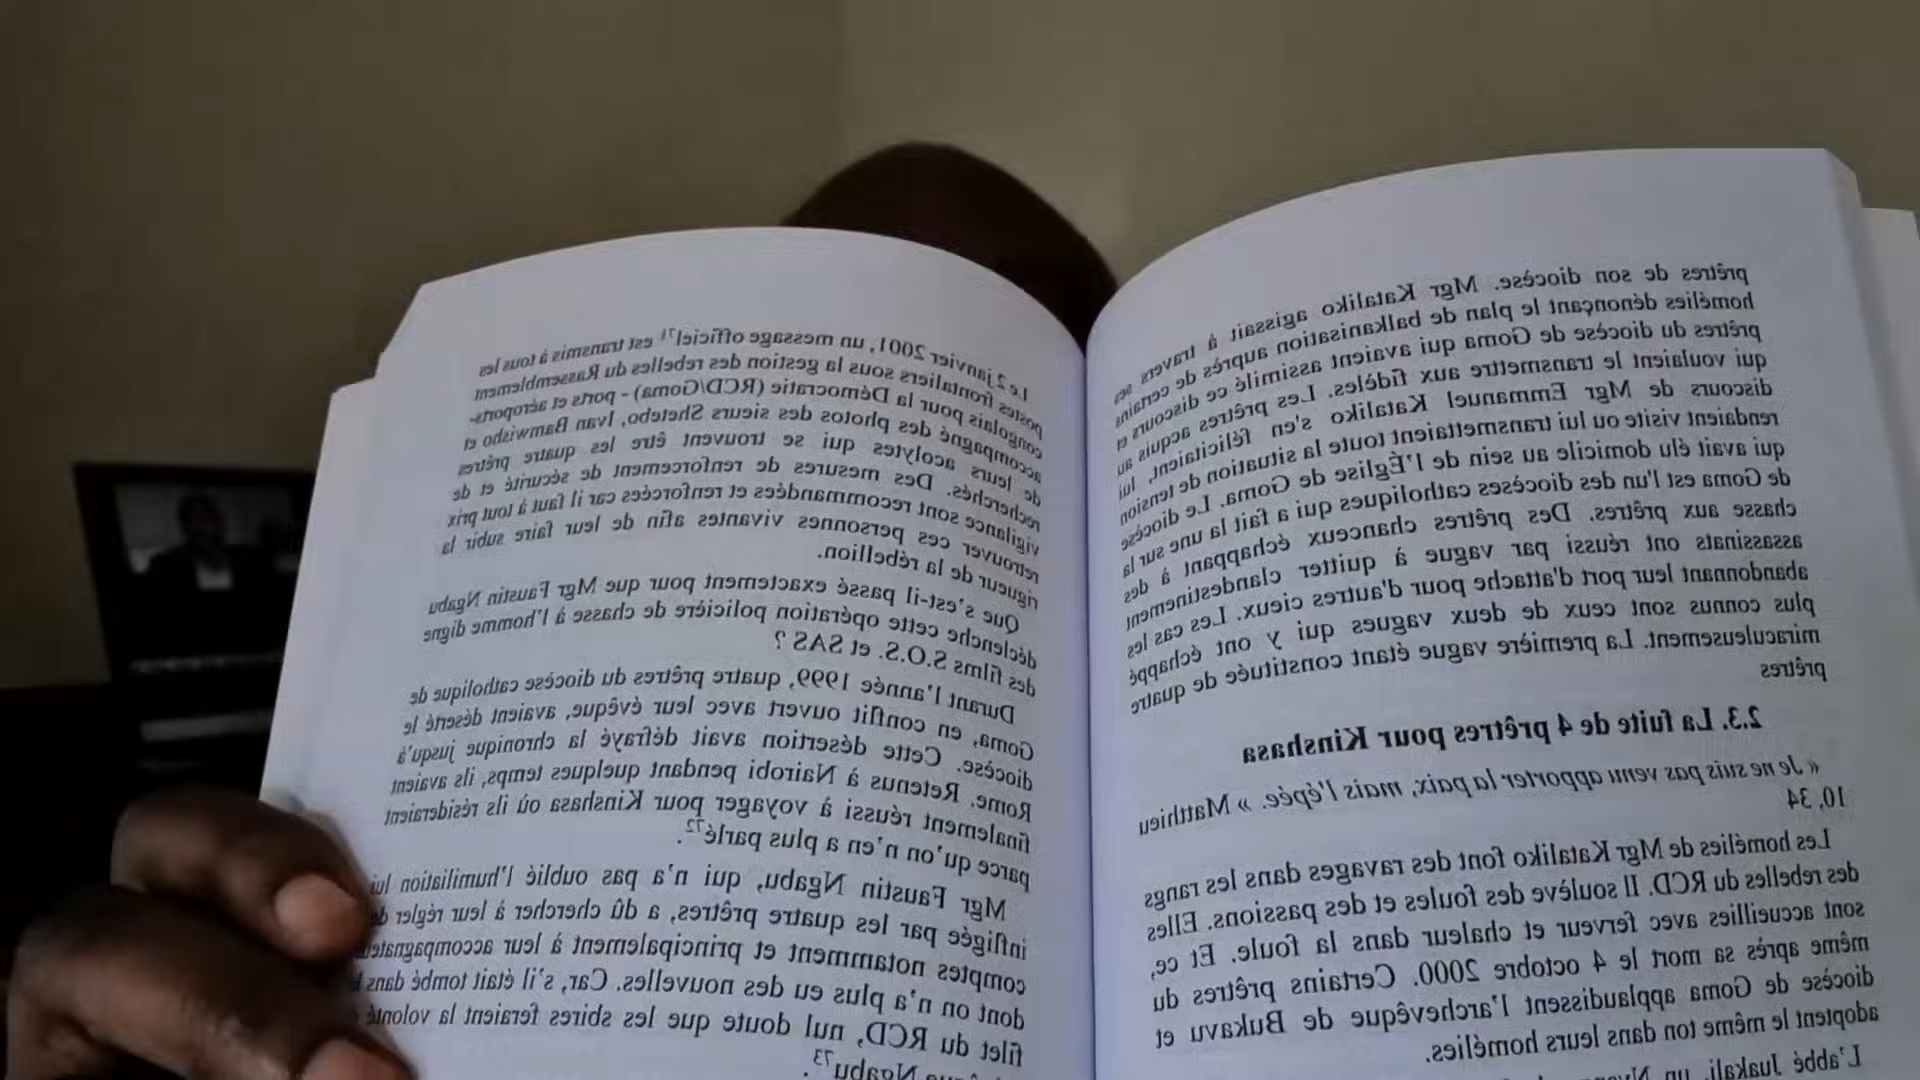 prêtres de son diocèse. Mgr Kataliko agissait à travers ses
homélies dénonçant le plan de balkanisation auprès de certains
prêtres du diocèse de Goma qui avaient assimilé ce discours et
qui voulaient le transmettre aux fidèles. Les prêtres acquis au
discours de Mgr Emmanuel Kataliko s'en félicitaient, lui
rendaient visite ou lui transmettaient toute la situation de tension
qui avait élu domicile au sein de l'Église de Goma. Le diocèse
de Goma est l'un des diocèses catholiques qui a fait la une sur la
chasse aux prêtres. Des prêtres chanceux échappant à des
assassinats ont réussi par vague à quitter clandestinement
abandonnant leur port d'attache pour d'autres cieux. Les cas les
plus connus sont ceux de deux vagues qui y ont échappé
miraculeusement. La première vague étant constituée de quatre
prêtres
2.3. La fuite de 4 prêtres pour Kinshasa
« Je ne suis pas venu apporter la paix, mais l'épée. » Matthieu
10, 34
Les homélies de Mgr Kataliko font des ravages dans les rangs
des rebelles du RCD. Il soulève des foules et des passions. Elles
sont accueillies avec ferveur et chaleur dans la foule. Et ce,
même après sa mort le 4 octobre 2000. Certains prêtres du
diocèse de Goma applaudissent l'archevêque de Bukavu et
adoptent le même ton dans leurs homélies.
L'abbé Juakali, un
Le 2 janvier 2001, un message officiel71 est transmis à tous les
postes frontaliers sous la gestion des rebelles du Rassemblement
congolais pour la Démocratie (RCD/Goma) - ports et aéroports-
accompagné des photos des sieurs Shetebo, Ivan Bamwisho et
de leurs acolytes qui se trouvent être les quatre prêtres
recherchés. Des mesures de renforcement de sécurité et de
vigilance sont recommandées et renforcées car il faut à tout prix
retrouver ces personnes vivantes afin de leur faire subir la
rigueur de la rébellion.
Que s'est-il passé exactement pour que Mgr Faustin Ngabu
déclenche cette opération policière de chasse à l'homme digne
des films S.O.S. et SAS ?
Durant l'année 1999, quatre prêtres du diocèse catholique de
Goma, en conflit ouvert avec leur évêque, avaient déserté le
diocèse. Cette désertion avait défrayé la chronique jusqu'à
Rome. Retenus à Nairobi pendant quelques temps, ils avaient
finalement réussi à voyager pour Kinshasa où ils résideraient
parce qu'on n'en a plus parlé72.
Mgr Faustin Ngabu, qui n'a pas oublié l'humiliation lui
infligée par les quatre prêtres, a dû chercher à leur régler de
comptes notamment et principalement à leur accompagnateur
dont on n'a plus eu des nouvelles. Car, s'il était tombé dans
filet du RCD, nul doute que les sbires feraient la volonté
Ngabu73.